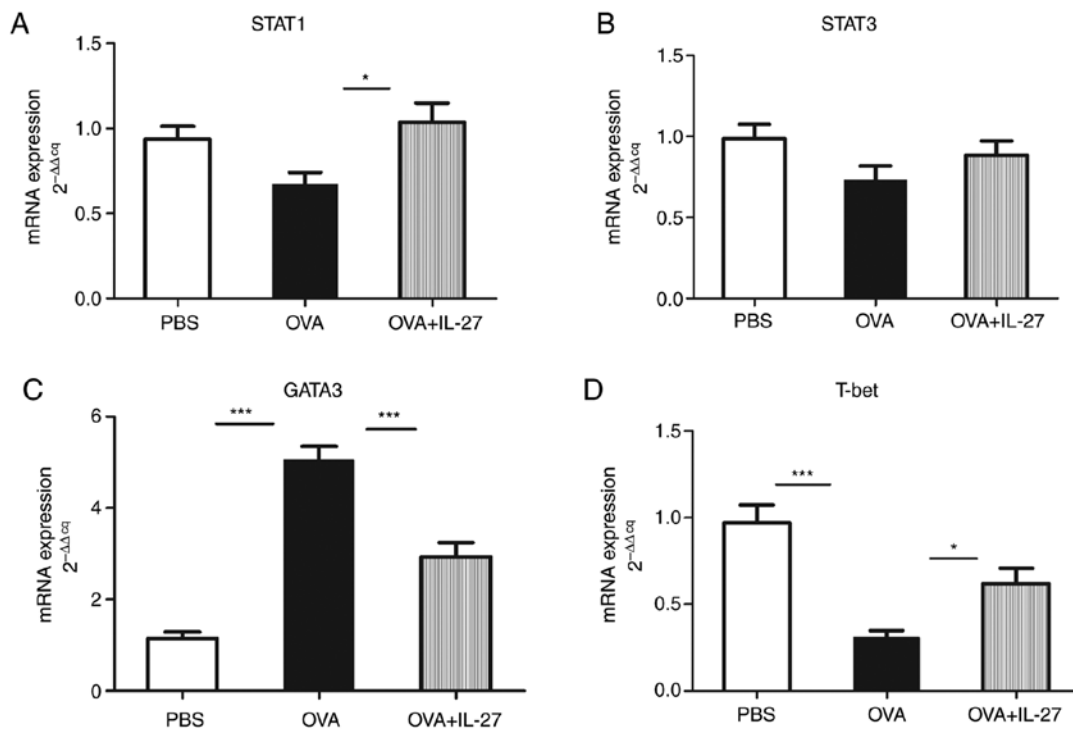 A
STAT1
mRNA expression
2−ΔΔcq
1.5
1.0
0.5
0.0
*
PBS
OVA
OVA+IL-27
B
STAT3
mRNA expression
2−ΔΔcq
1.5
1.0
0.5
0.0
PBS
OVA
OVA+IL-27
C
GATA3
mRNA expression
2−ΔΔcq
6
4
2
0
***
***
PBS
OVA
OVA+IL-27
D
T-bet
mRNA expression
2−ΔΔcq
1.5
1.0
0.5
0.0
***
*
PBS
OVA
OVA+IL-27